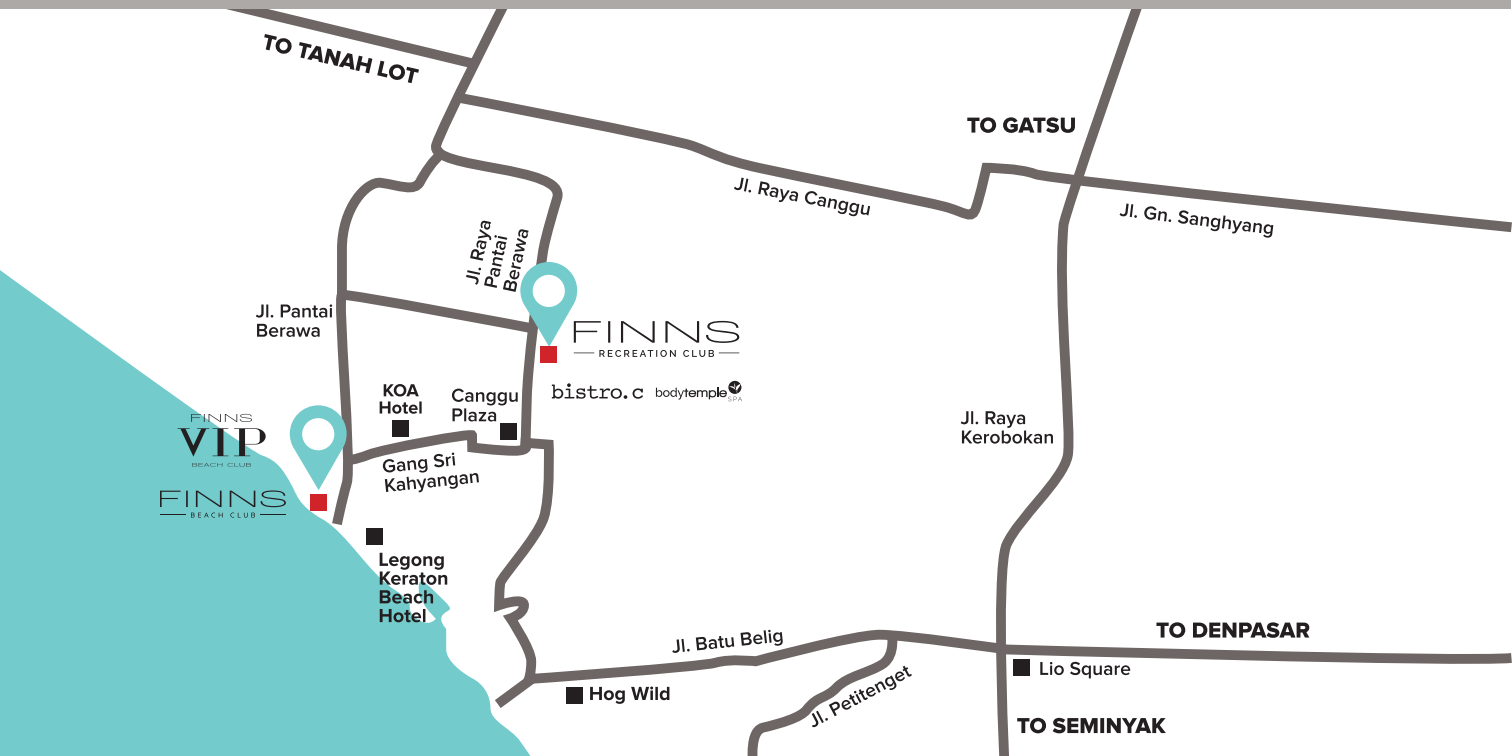 TO TANAH LOT
TO GATSU
Jl. Raya Canggu
Jl. Gn. Sanghyang
Jl. Raya
Pantai
Berawa
Jl. Pantai
Berawa
FINNS
RECREATION CLUB
bistro.c
bodytemple
SPA
KOA
Hotel
Canggu
Plaza
FINNS
VIP
BEACH CLUB
Jl. Raya
Kerobokan
Gang Sri
Kahyangan
FINNS
BEACH CLUB
Legong
Keraton
Beach
Hotel
Jl. Batu Belig
TO DENPASAR
Lio Square
Hog Wild
Jl. Petitenget
TO SEMINYAK